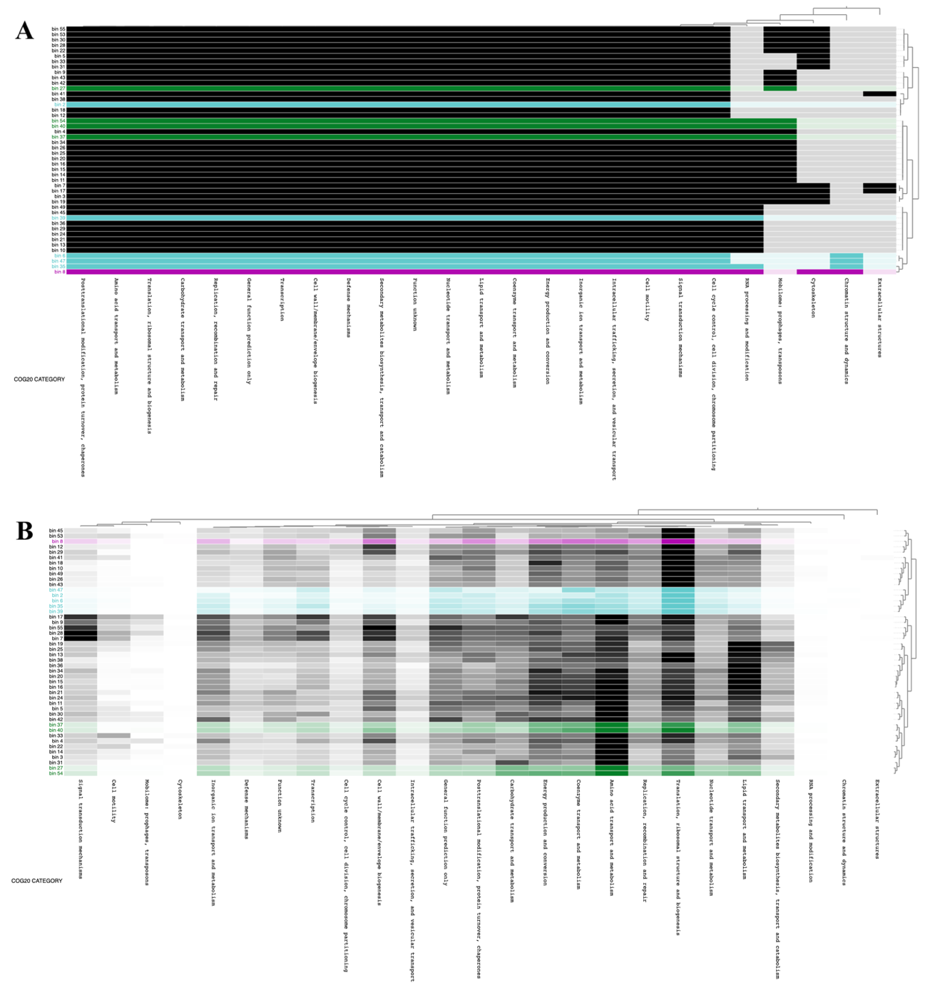 A
bin 55
bin 53
bin 30
bin 28
bin 22
bin 5
bin 33
bin 31
bin 9
bin 43
bin 42
bin 27
bin 41
bin 38
bin 2
bin 18
bin 12
bin 54
bin 40
bin 4
bin 37
bin 34
bin 26
bin 25
bin 20
bin 16
bin 15
bin 14
bin 11
bin 7
bin 17
bin 3
bin 19
bin 49
bin 45
bin 39
bin 36
bin 29
bin 24
bin 21
bin 13
bin 10
bin 6
bin 47
bin 35
bin 8
COG20 CATEGORY
Posttranslational modification, protein turnover, chaperones
Amino acid transport and metabolism
Translation, ribosomal structure and biogenesis
Carbohydrate transport and metabolism
Replication, recombination and repair
General function prediction only
Transcription
Cell wall/membrane/envelope biogenesis
Defense mechanisms
Secondary metabolites biosynthesis, transport and catabolism
Function unknown
Nucleotide transport and metabolism
Lipid transport and metabolism
Coenzyme transport and metabolism
Energy production and conversion
Inorganic ion transport and metabolism
Intracellular trafficking, secretion, and vesicular transport
Cell motility
Signal transduction mechanisms
Cell cycle control, cell division, chromosome partitioning
RNA processing and modification
Mobilome: prophages, transposons
Cytoskeleton
Chromatin structure and dynamics
Extracellular structures
B
bin 45
bin 53
bin 8
bin 12
bin 29
bin 41
bin 18
bin 10
bin 49
bin 26
bin 43
bin 47
bin 2
bin 6
bin 35
bin 39
bin 17
bin 9
bin 55
bin 28
bin 7
bin 19
bin 25
bin 13
bin 38
bin 36
bin 34
bin 20
bin 15
bin 16
bin 21
bin 24
bin 11
bin 5
bin 30
bin 42
bin 37
bin 40
bin 33
bin 4
bin 22
bin 14
bin 3
bin 31
bin 27
bin 54
COG20 CATEGORY
Signal transduction mechanisms
Cell motility
Mobilome: prophages, transposons
Cytoskeleton
Inorganic ion transport and metabolism
Defense mechanisms
Function unknown
Transcription
Cell cycle control, cell division, chromosome partitioning
Cell wall/membrane/envelope biogenesis
Intracellular trafficking, secretion, and vesicular transport
General function prediction only
Posttranslational modification, protein turnover, chaperones
Carbohydrate transport and metabolism
Energy production and conversion
Coenzyme transport and metabolism
Amino acid transport and metabolism
Replication, recombination and repair
Translation, ribosomal structure and biogenesis
Nucleotide transport and metabolism
Lipid transport and metabolism
Secondary metabolites biosynthesis, transport and catabolism
RNA processing and modification
Chromatin structure and dynamics
Extracellular structures